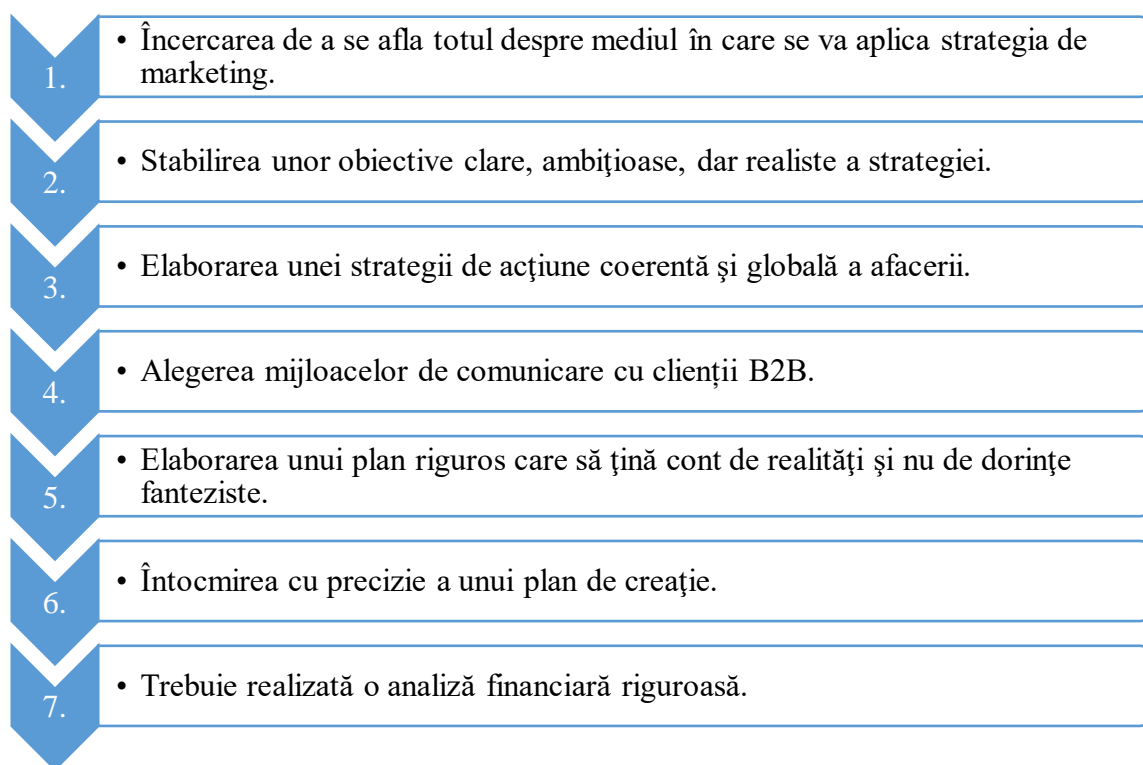 1.
• Încercarea de a se afla totul despre mediul în care se va aplica strategia de
marketing.
2.
• Stabilirea unor obiective clare, ambiţioase, dar realiste a strategiei.
3.
• Elaborarea unei strategii de acţiune coerentă şi globală a afacerii.
4.
• Alegerea mijloacelor de comunicare cu clienții B2B.
5.
• Elaborarea unui plan riguros care să ţină cont de realităţi şi nu de dorinţe
fanteziste.
6.
• Întocmirea cu precizie a unui plan de creaţie.
7.
• Trebuie realizată o analiză financiară riguroasă.